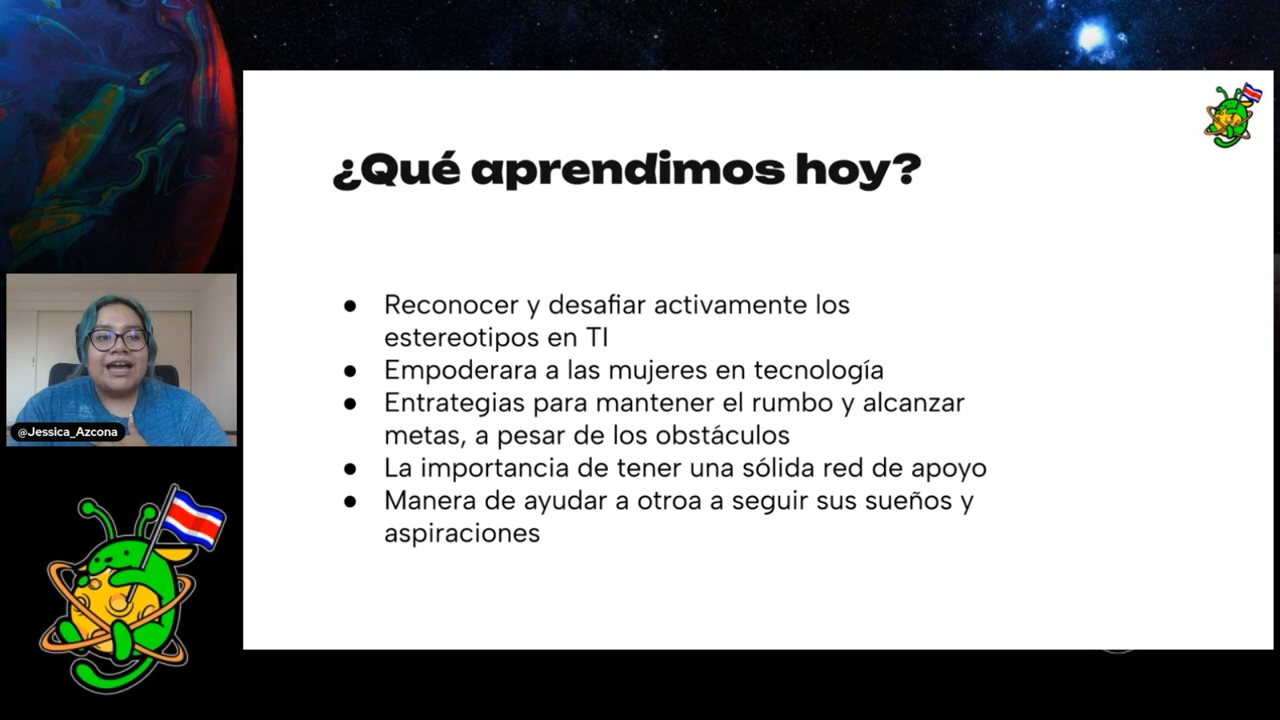 ¿Qué aprendimos hoy?
● Reconocer y desafiar activamente los
estereotipos en TI
● Empoderara a las mujeres en tecnología
● Entrategias para mantener el rumbo y alcanzar
metas, a pesar de los obstáculos
● La importancia de tener una sólida red de apoyo
● Manera de ayudar a otroa a seguir sus sueños y
aspiraciones
@Jessica_Azcona